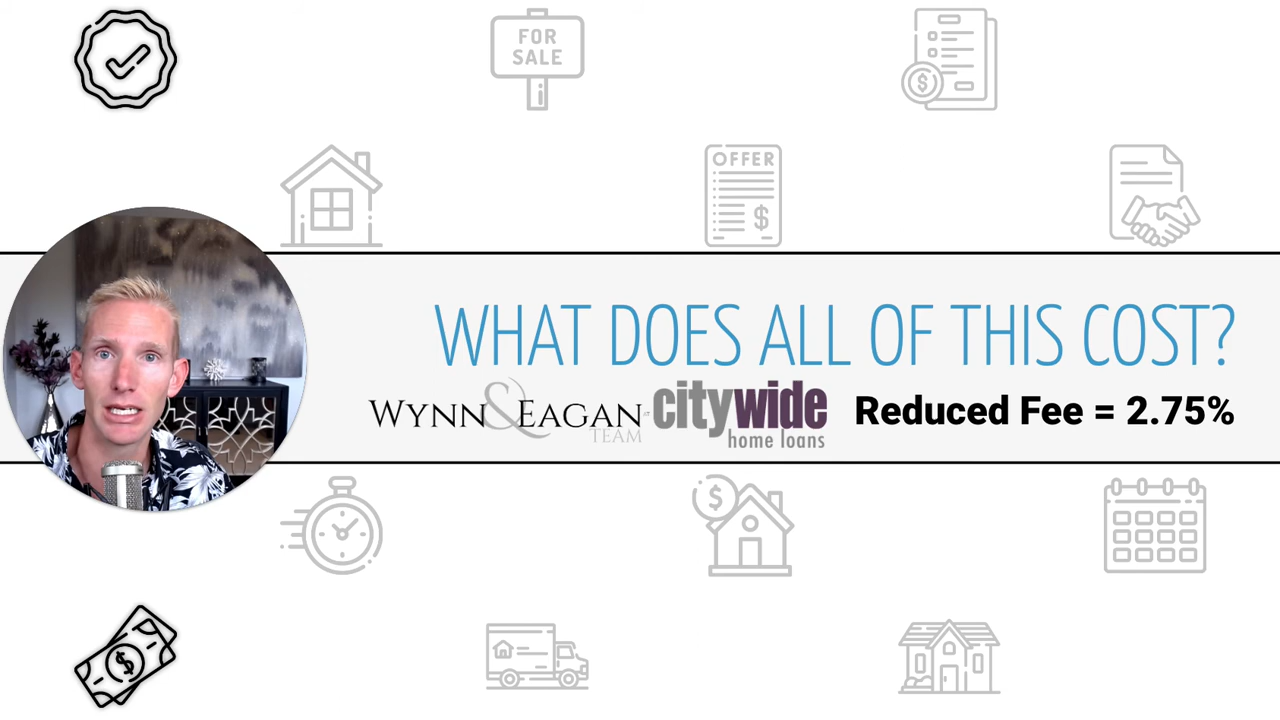 FOR
SALE
$
OFFER
$
WHAT DOES ALL OF THIS COST?
WYNN & EAGAN
TEAM
citywide
home loans
Reduced Fee = 2.75%
$
$